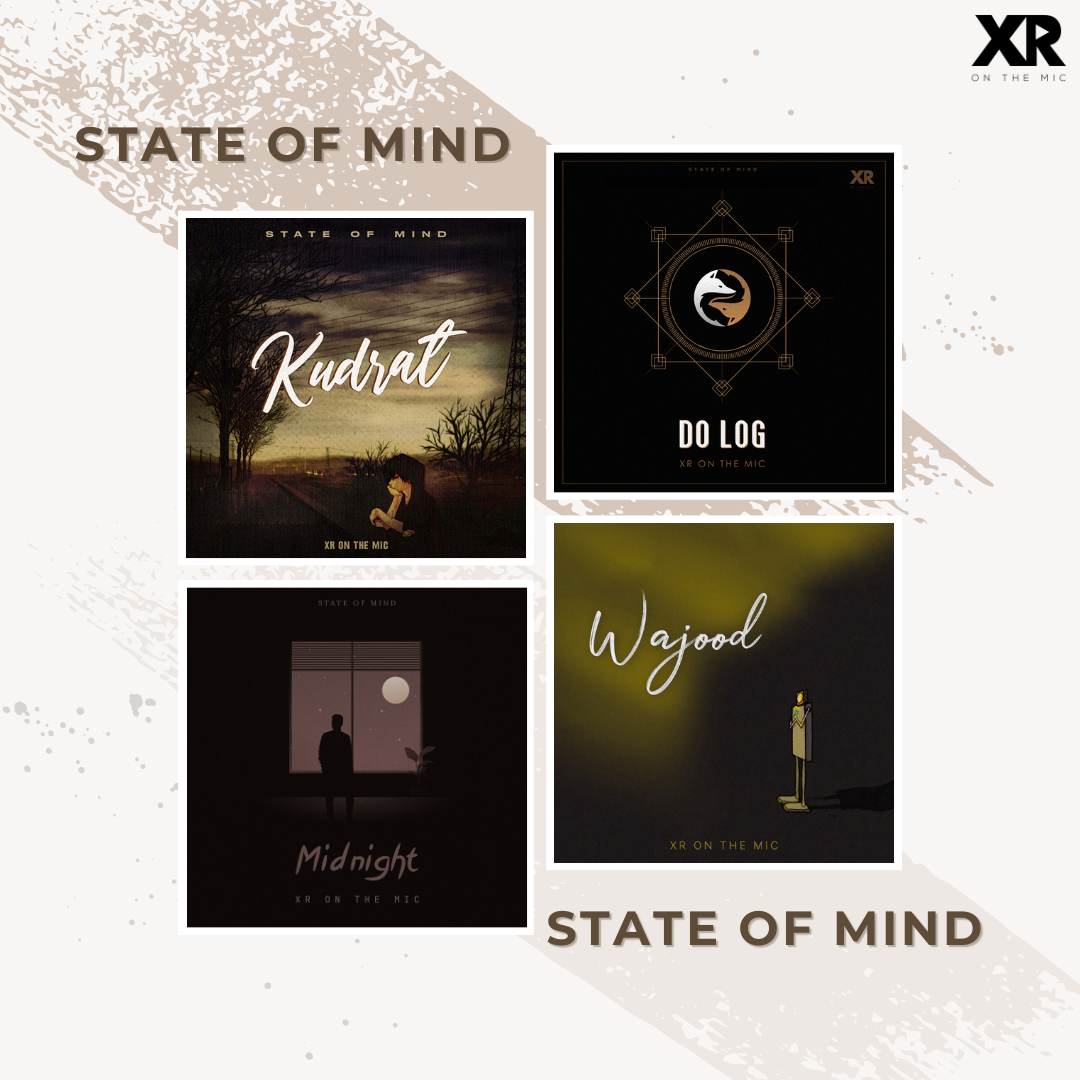 XR
ON THE MIC
STATE OF MIND
STATE OF MIND
Kudrat
XR ON THE MIC
STATE OF MIND
XR
DO LOG
XR ON THE MIC
STATE OF MIND
Midnight
XR ON THE MIC
Wajood
XR ON THE MIC
STATE OF MIND